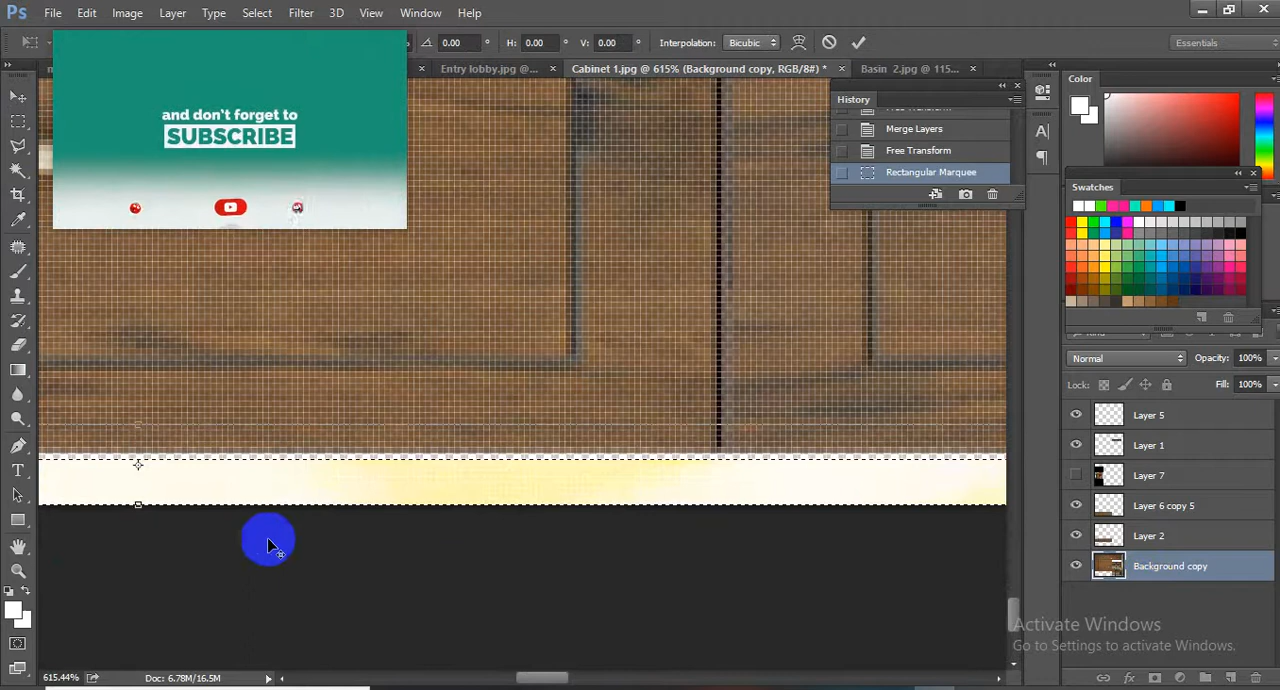 Ps File Edit Image Layer Type Select Filter 3D View Window Help
0.00 ° H: 0.00 ° V: 0.00 ° Interpolation: Bicubic Essentials
Entry lobby.jpg @... × Cabinet 1.jpg @ 615% (Background copy, RGB/8#) * × Basin 2.jpg @ 115... ×
and don't forget to
SUBSCRIBE
History
Merge Layers
Free Transform
Rectangular Marquee
Color
Swatches
Normal Opacity: 100%
Lock: Fill: 100%
Layer 5
Layer 1
Layer 7
Layer 6 copy 5
Layer 2
Background copy
Activate Windows
Go to Settings to activate Windows.
615.44% Doc: 6.78M/16.5M